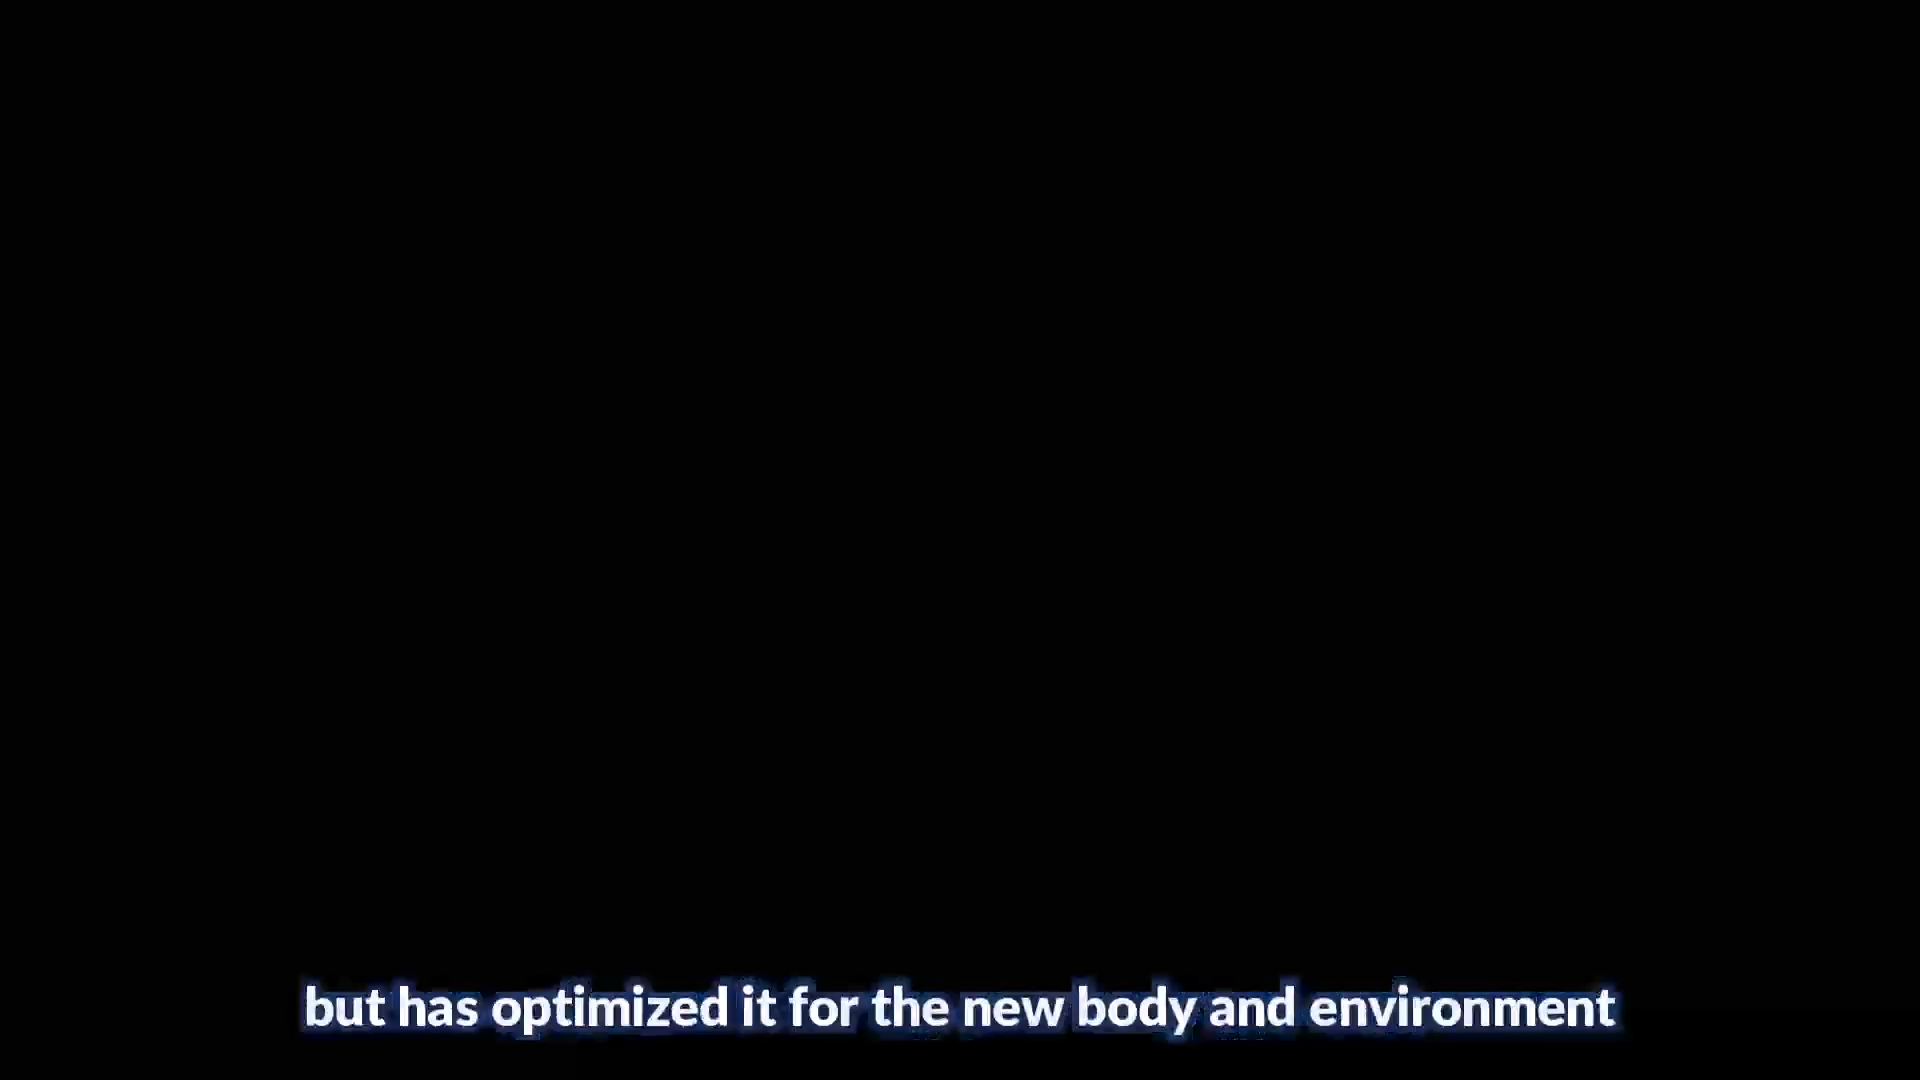 but has optimized it for the new body and environment